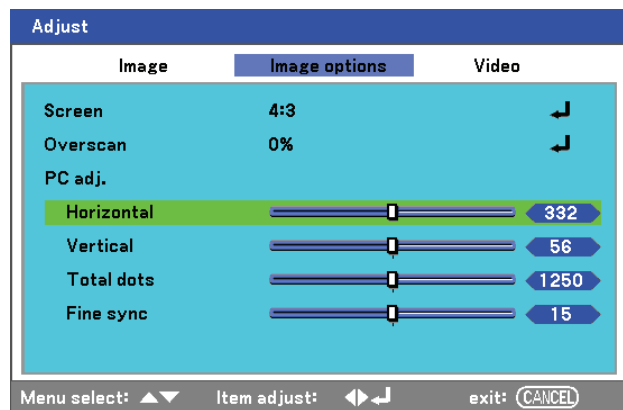 Adjust
Image Image options Video
Screen 4:3
Overscan 0%
PC adj.
Horizontal 332
Vertical 56
Total dots 1250
Fine sync 15
Menu select: ▲▼ Item adjust: ◀▶↵ exit: CANCEL